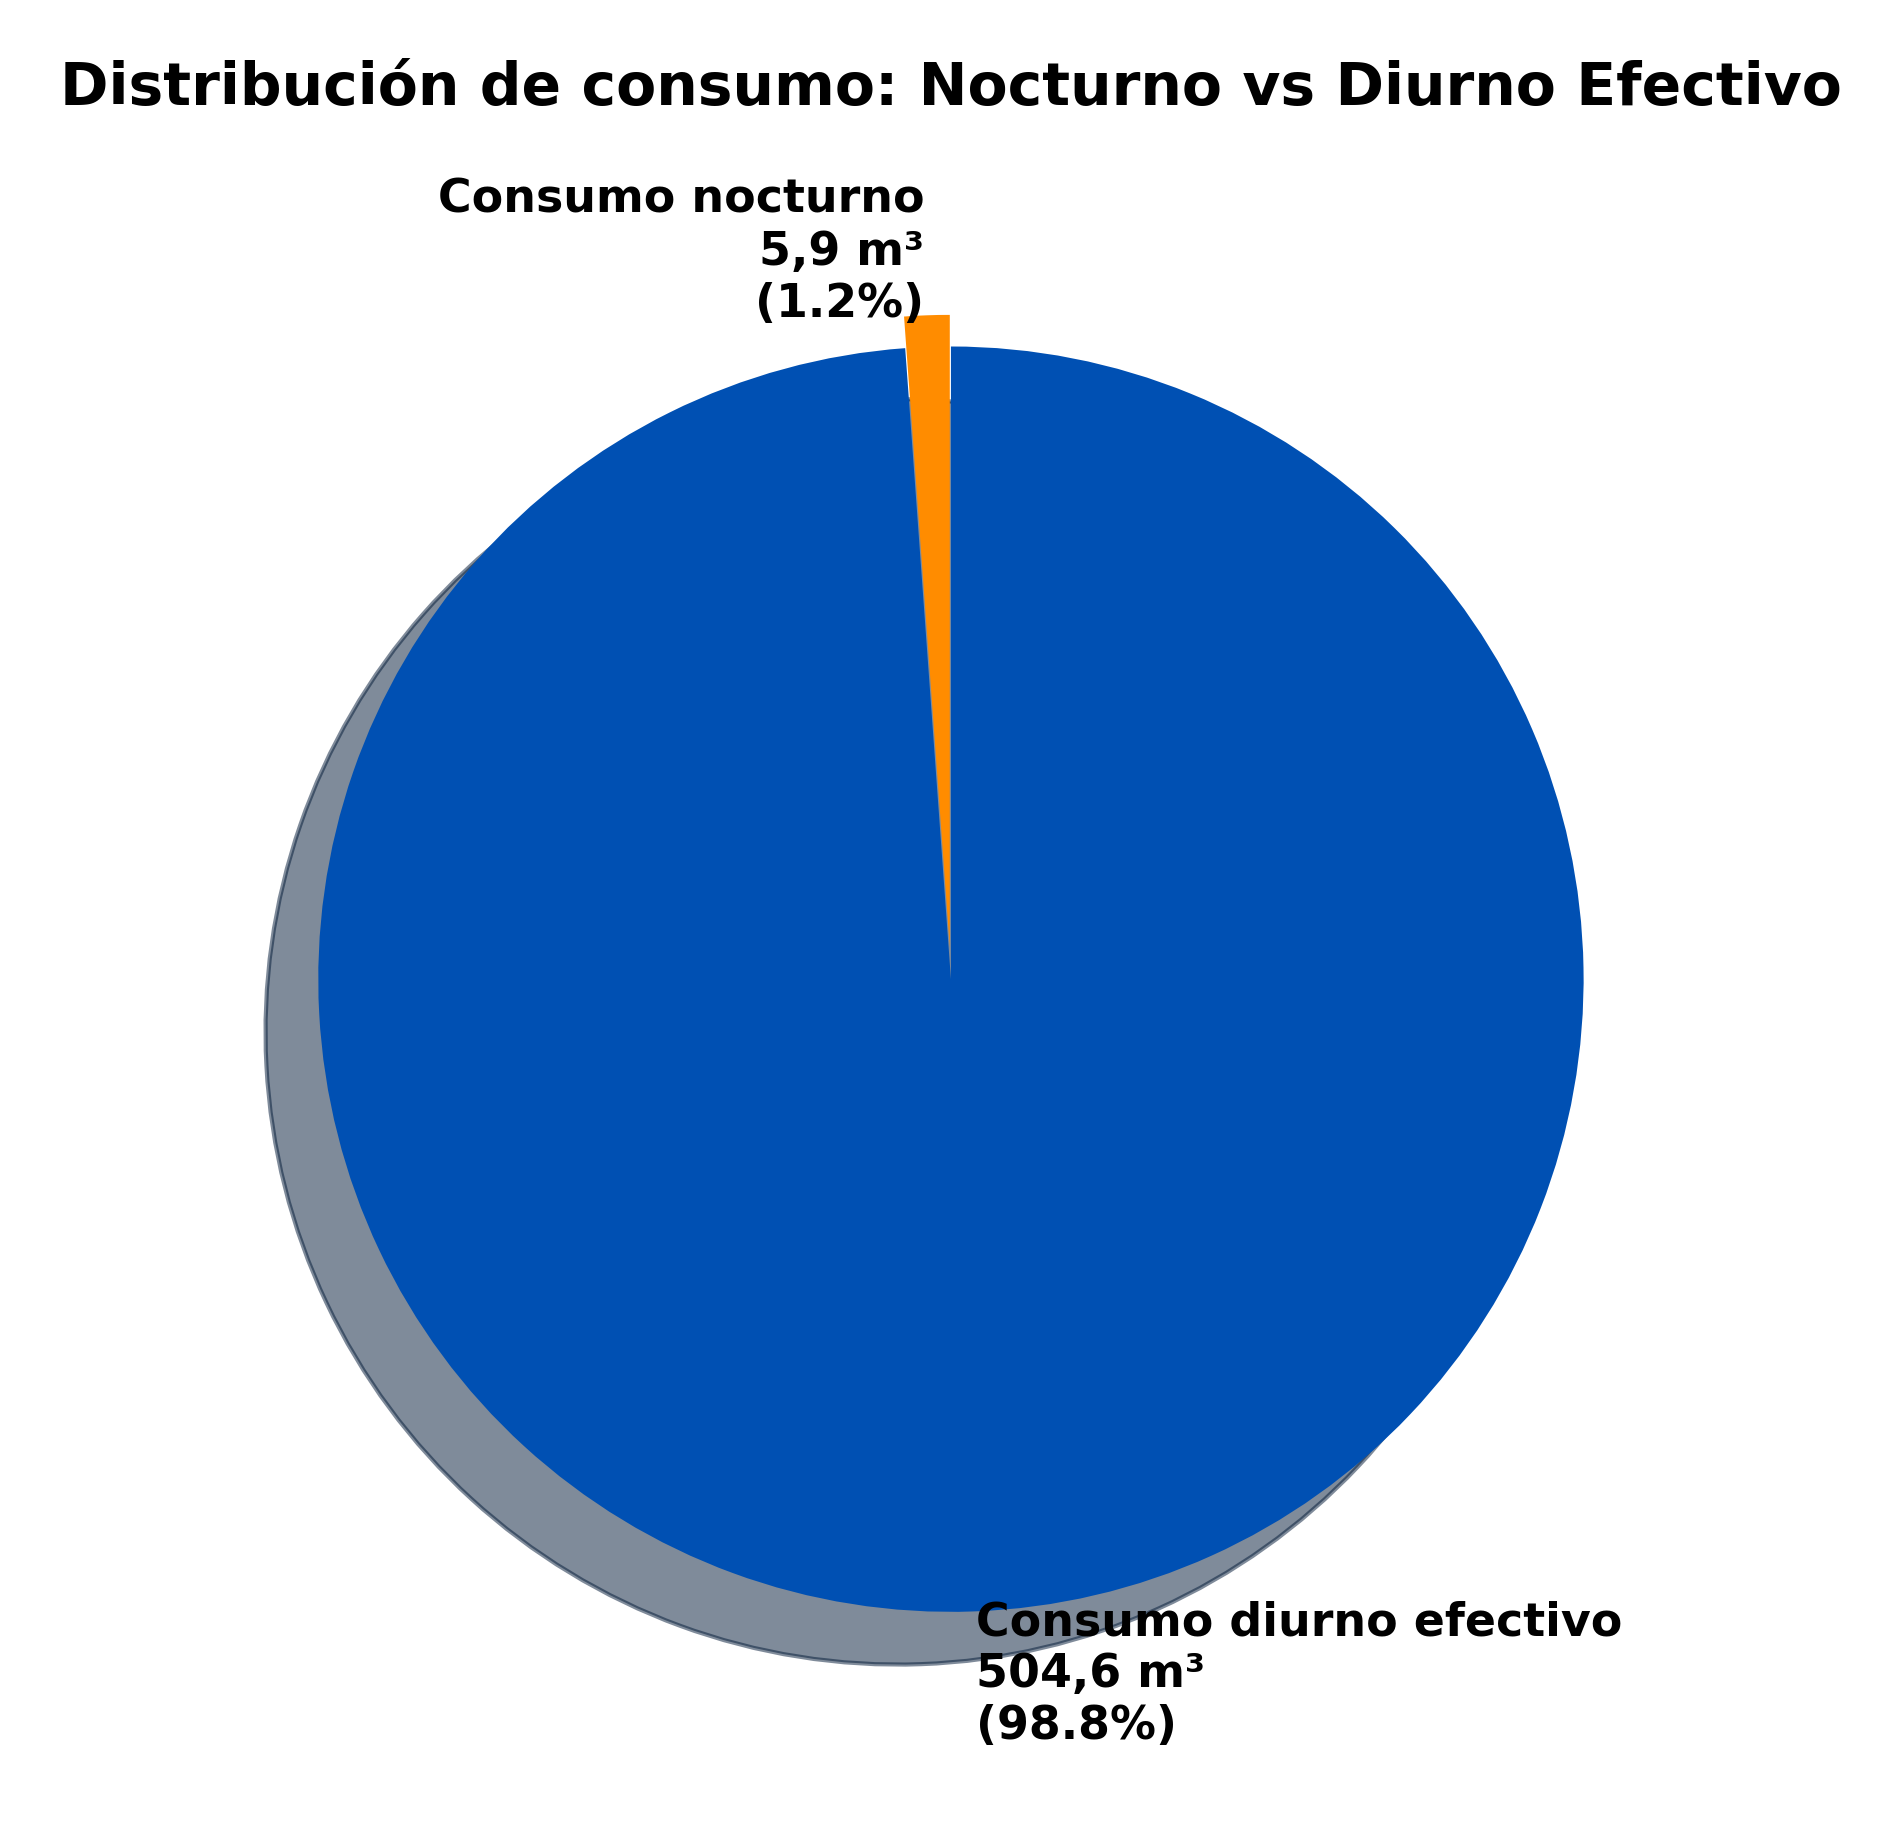 Distribución de consumo: Nocturno vs Diurno Efectivo
Consumo nocturno
5,9 m³
(1.2%)
Consumo diurno efectivo
504,6 m³
(98.8%)